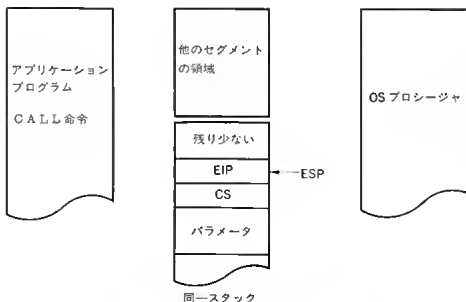 アプリケーション
プログラム
CALL命令
他のセグメント
の領域
残り少ない
EIP
ESP
CS
パラメータ
同一スタック
OSプロシージャ